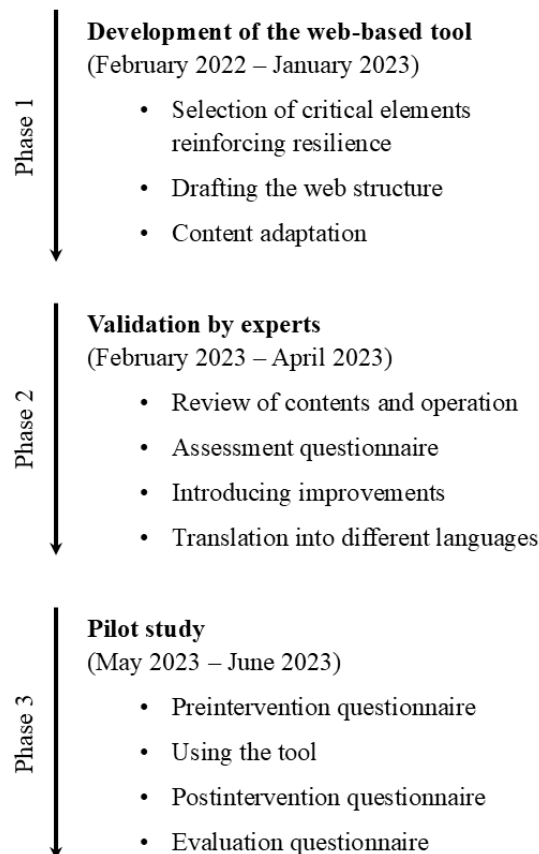 Phase 1
Development of the web-based tool
(February 2022 – January 2023)
• Selection of critical elements
reinforcing resilience
• Drafting the web structure
• Content adaptation
Phase 2
Validation by experts
(February 2023 – April 2023)
• Review of contents and operation
• Assessment questionnaire
• Introducing improvements
• Translation into different languages
Phase 3
Pilot study
(May 2023 – June 2023)
• Preintervention questionnaire
• Using the tool
• Postintervention questionnaire
• Evaluation questionnaire